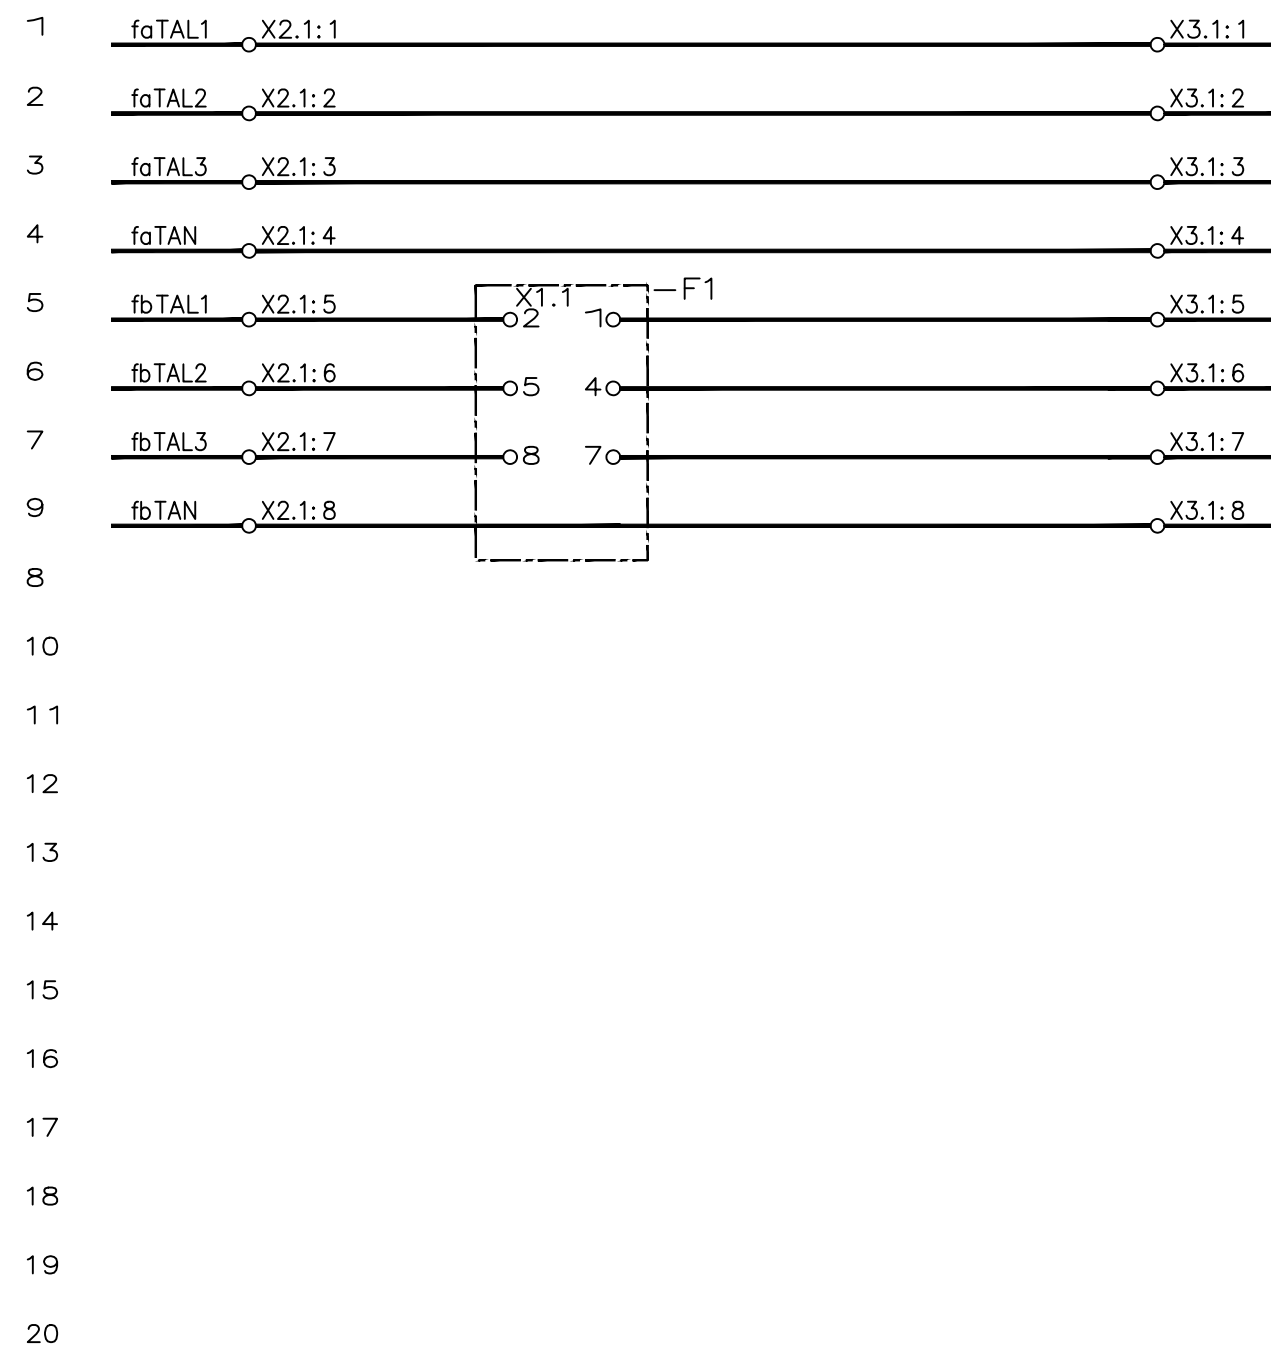 1 faTAL1 X2.1:1 X3.1:1
2 faTAL2 X2.1:2 X3.1:2
3 faTAL3 X2.1:3 X3.1:3
4 faTAN X2.1:4 X3.1:4
X1.1 -F1
5 fbTAL1 X2.1:5 2 1 X3.1:5
6 fbTAL2 X2.1:6 5 4 X3.1:6
7 fbTAL3 X2.1:7 8 7 X3.1:7
9 fbTAN X2.1:8 X3.1:8
8
10
11
12
13
14
15
16
17
18
19
20